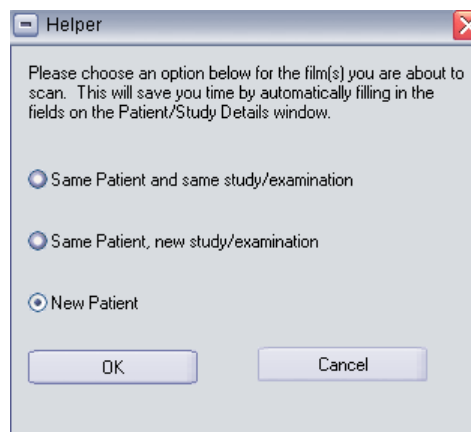 Helper
Please choose an option below for the film(s) you are about to
scan. This will save you time by automatically filling in the
fields on the Patient/Study Details window.
Same Patient and same study/examination
Same Patient, new study/examination
New Patient
OK
Cancel